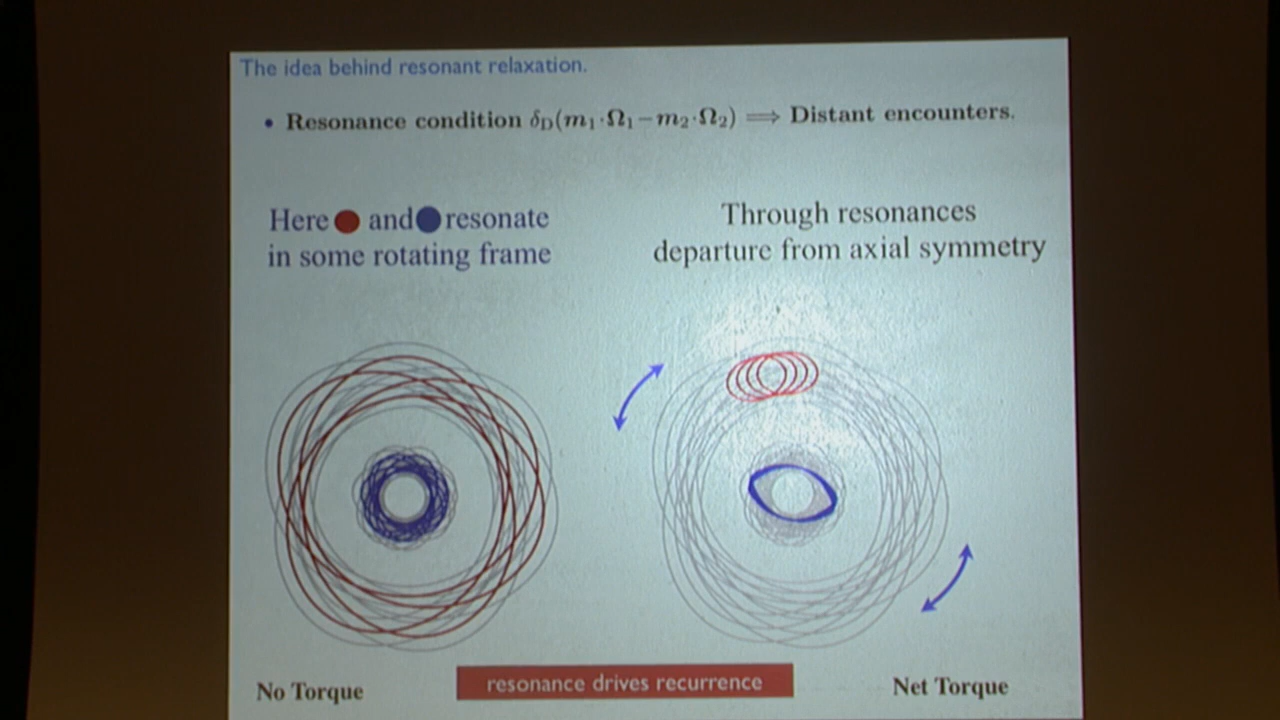 The idea behind resonant relaxation.
• Resonance condition δ_D(m₁·Ω₁−m₂·Ω₂) ⟹ Distant encounters.
Here and resonate
in some rotating frame
Through resonances
departure from axial symmetry
No Torque
resonance drives recurrence
Net Torque